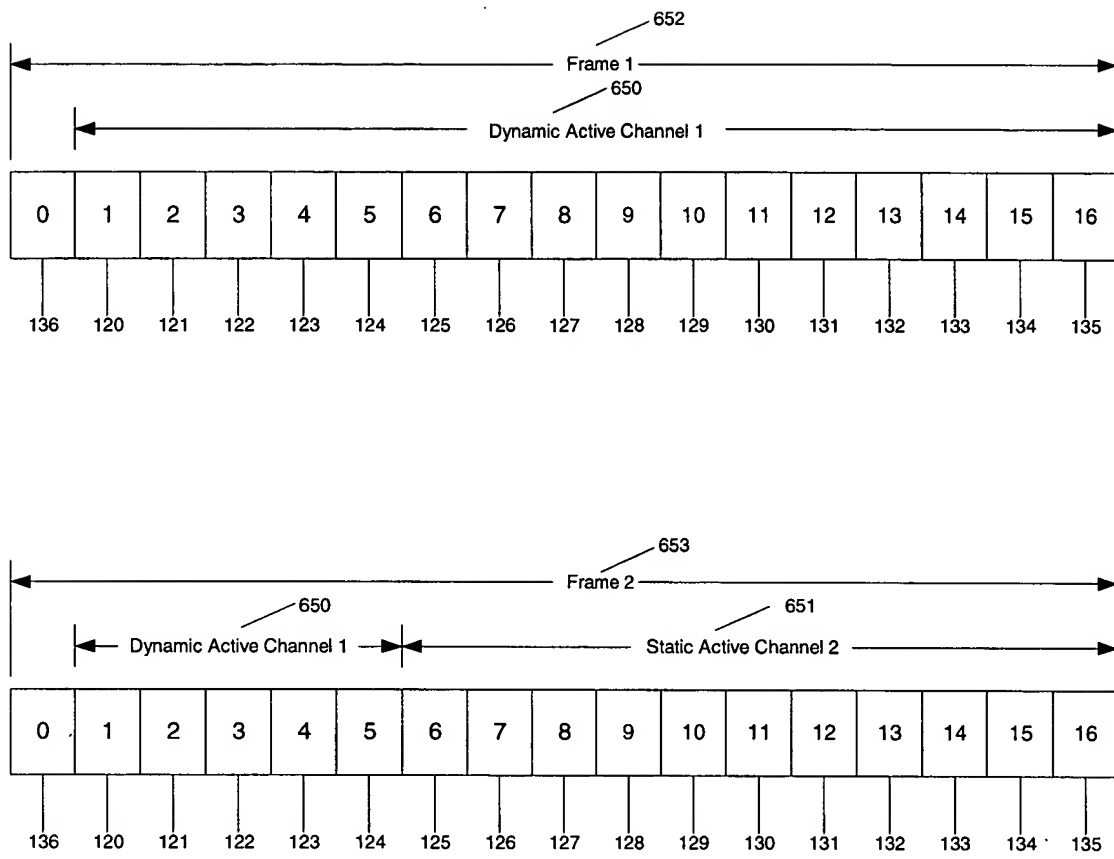 652
Frame 1
650
Dynamic Active Channel 1
0 1 2 3 4 5 6 7 8 9 10 11 12 13 14 15 16
136 120 121 122 123 124 125 126 127 128 129 130 131 132 133 134 135
653
Frame 2
650 651
Dynamic Active Channel 1 Static Active Channel 2
0 1 2 3 4 5 6 7 8 9 10 11 12 13 14 15 16
136 120 121 122 123 124 125 126 127 128 129 130 131 132 133 134 135